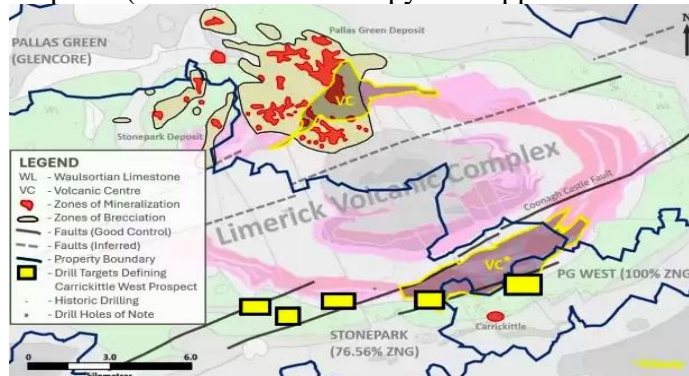 Pallas Green Deposit
N
PALLAS GREEN
(GLENCORE)
VC
WL
WL
Stonepark Deposit
LEGEND
WL - Waulsortian Limestone
VC - Volcanic Centre
- Zones of Mineralization
- Zones of Brecciation
- Faults (Good Control)
- Faults (Inferred)
- Property Boundary
- Drill Targets Defining
Carrickittle West Prospect
- Historic Drilling
- Drill Holes of Note
Limerick Volcanic Complex
Coonagh Castle Fault
VC*
PG WEST (100% ZNG)
STONEPARK
(76.56% ZNG)
Carrickittle
0 3.0 6.0
kilometres